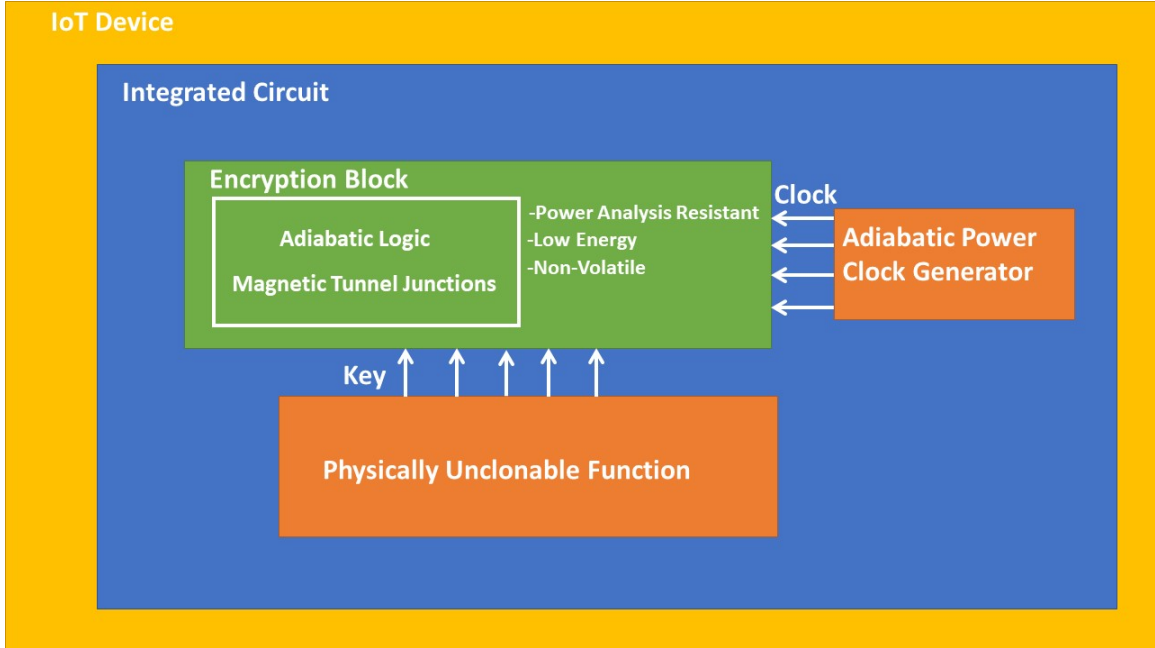 IoT Device
Integrated Circuit
Encryption Block
Adiabatic Logic
Magnetic Tunnel Junctions
-Power Analysis Resistant
-Low Energy
-Non-Volatile
Clock
Adiabatic Power
Clock Generator
Key
Physically Unclonable Function